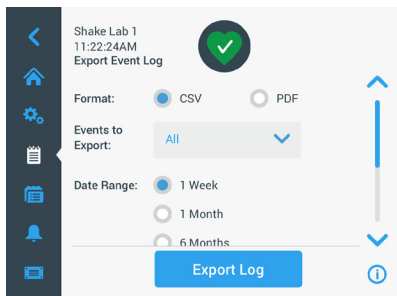 Shake Lab 1
11:22:24AM
Export Event Log
Format: CSV PDF
Events to
Export: All
Date Range: 1 Week
1 Month
6 Months
Export Log